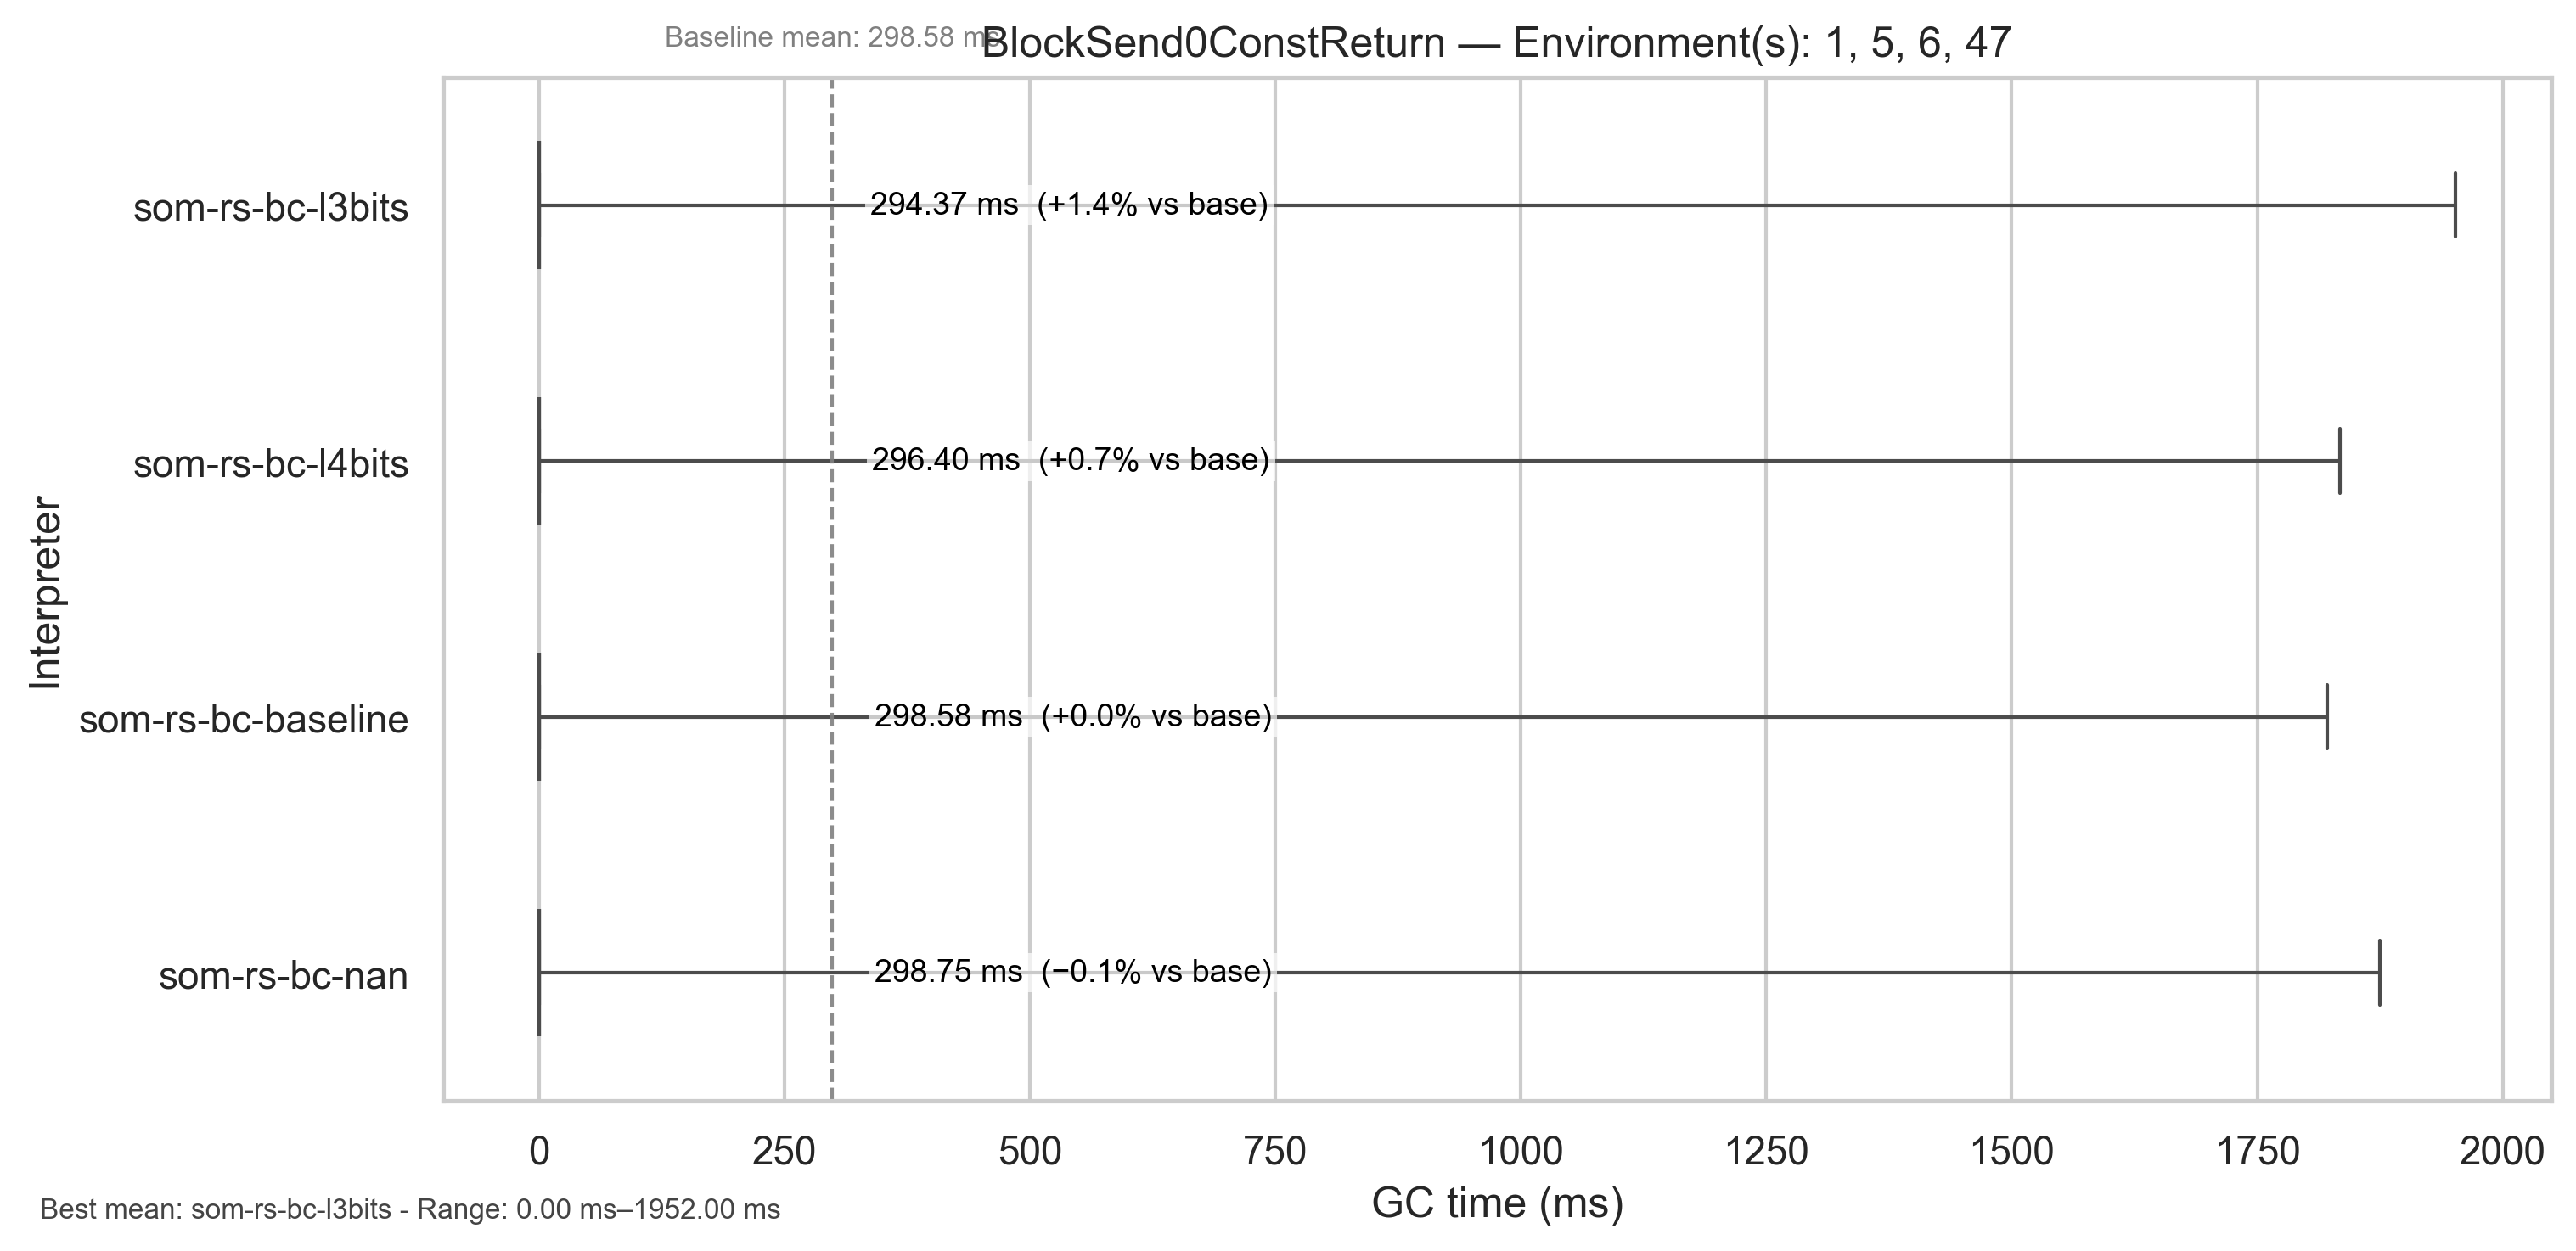 Baseline mean: 298.58 ms
BlockSend0ConstReturn — Environment(s): 1, 5, 6, 47
Interpreter
som-rs-bc-l3bits
294.37 ms (+1.4% vs base)
som-rs-bc-l4bits
296.40 ms (+0.7% vs base)
som-rs-bc-baseline
298.58 ms (+0.0% vs base)
som-rs-bc-nan
298.75 ms (−0.1% vs base)
0 250 500 750 1000 1250 1500 1750 2000
GC time (ms)
Best mean: som-rs-bc-l3bits - Range: 0.00 ms–1952.00 ms